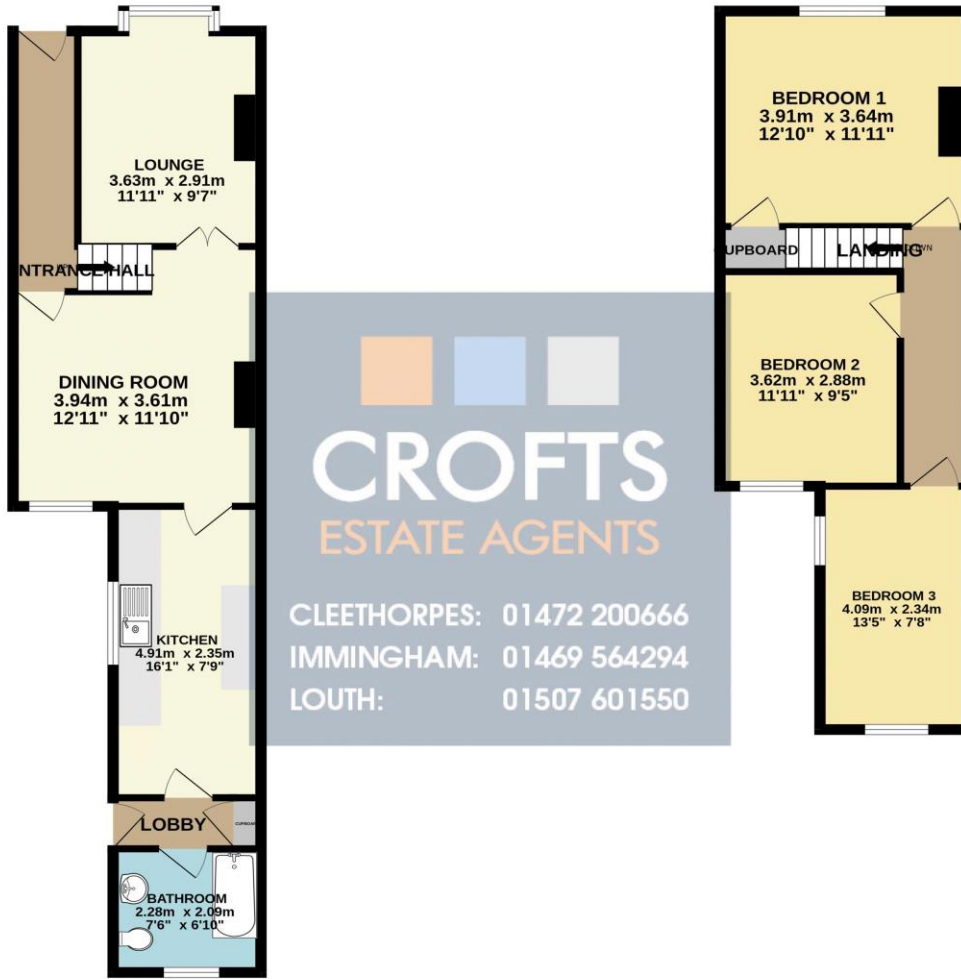 LOUNGE
3.63m x 2.91m
11'11" x 9'7"
NTRANCE HALL
DINING ROOM
3.94m x 3.61m
12'11" x 11'10"
KITCHEN
4.91m x 2.35m
16'1" x 7'9"
LOBBY
BATHROOM
2.28m x 2.09m
7'6" x 6'10"
CROFTS
ESTATE AGENTS
CLEETHORPES: 01472 200666
IMMINGHAM: 01469 564294
LOUTH: 01507 601550
BEDROOM 1
3.91m x 3.64m
12'10" x 11'11"
UPBOARD
LANDING
BEDROOM 2
3.62m x 2.88m
11'11" x 9'5"
BEDROOM 3
4.09m x 2.34m
13'5" x 7'8"